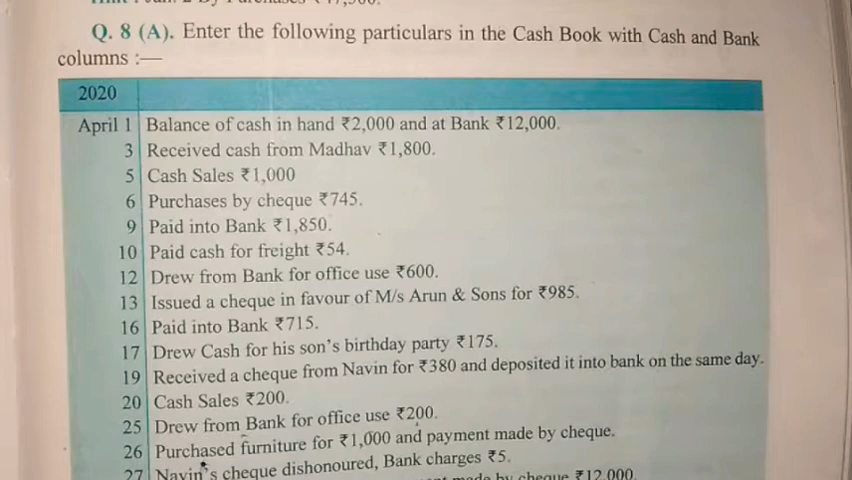 Q. 8 (A). Enter the following particulars in the Cash Book with Cash and Bank
columns :—
2020
April 1 Balance of cash in hand ₹2,000 and at Bank ₹12,000.
3 Received cash from Madhav ₹1,800.
5 Cash Sales ₹1,000
6 Purchases by cheque ₹745.
9 Paid into Bank ₹1,850.
10 Paid cash for freight ₹54.
12 Drew from Bank for office use ₹600.
13 Issued a cheque in favour of M/s Arun & Sons for ₹985.
16 Paid into Bank ₹715.
17 Drew Cash for his son's birthday party ₹175.
19 Received a cheque from Navin for ₹380 and deposited it into bank on the same day.
20 Cash Sales ₹200.
25 Drew from Bank for office use ₹200.
26 Purchased furniture for ₹1,000 and payment made by cheque.
27 Navin's cheque dishonoured, Bank charges ₹5.
made by cheque ₹12,000.